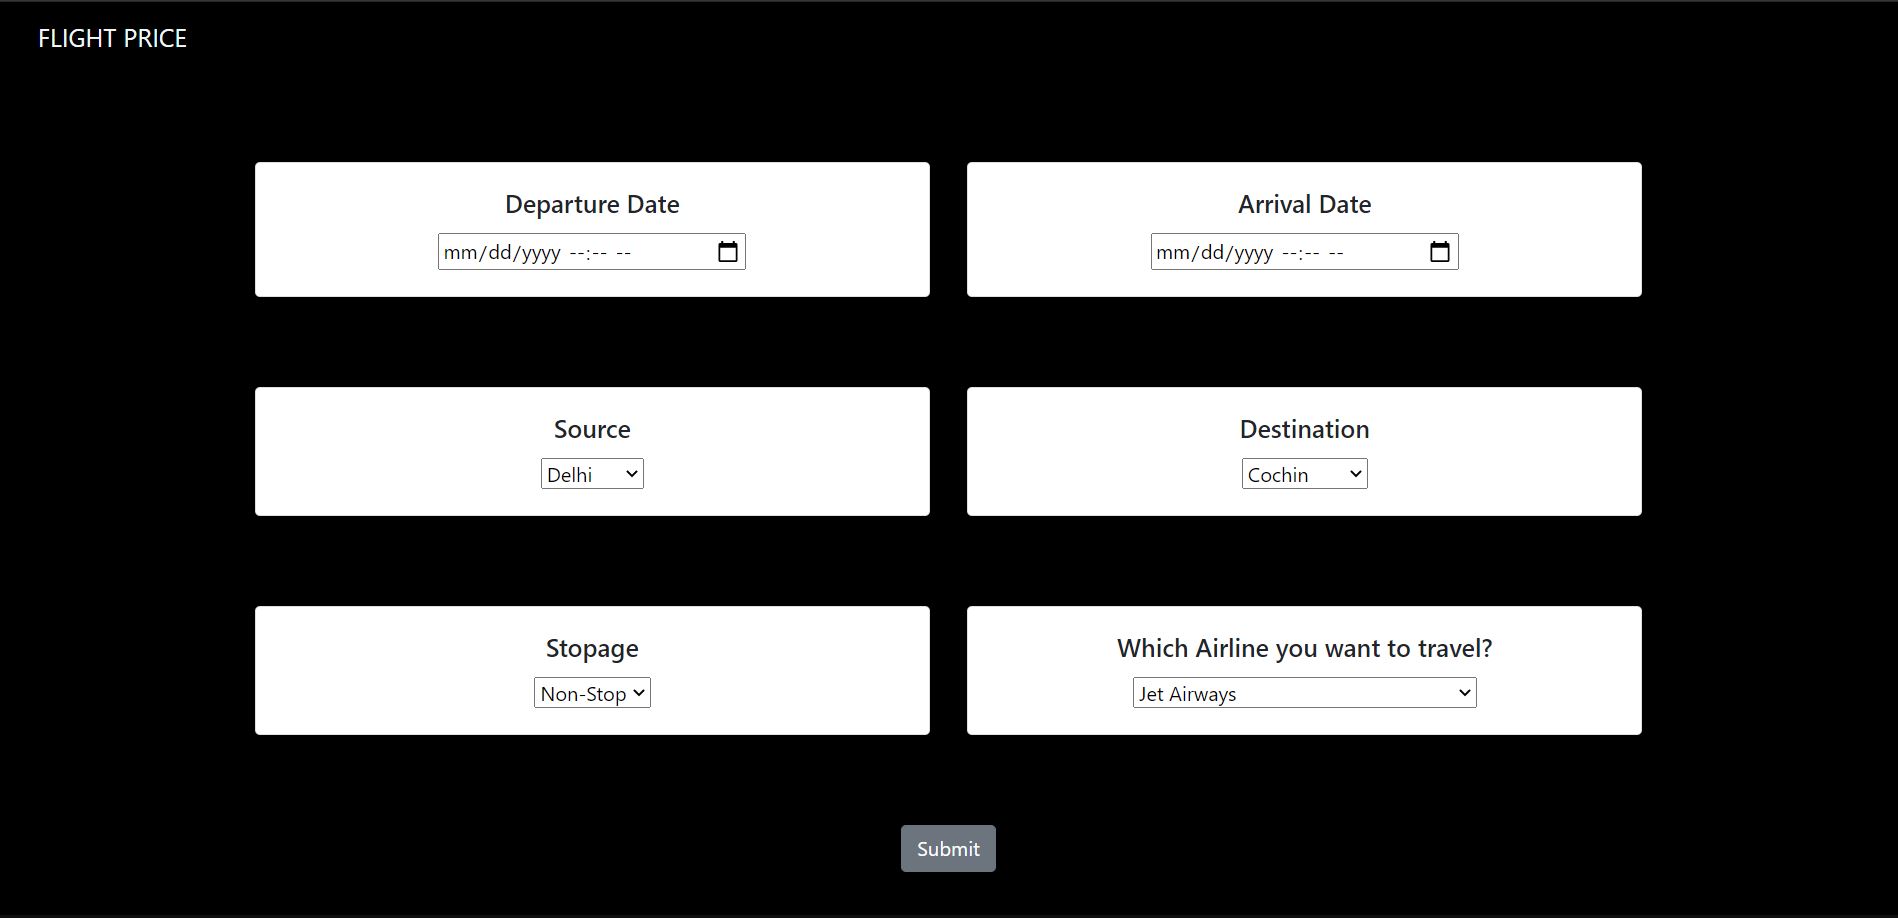 FLIGHT PRICE
Departure Date
mm/dd/yyyy --:-- --
Arrival Date
mm/dd/yyyy --:-- --
Source
Delhi
Destination
Cochin
Stopage
Non-Stop
Which Airline you want to travel?
Jet Airways
Submit